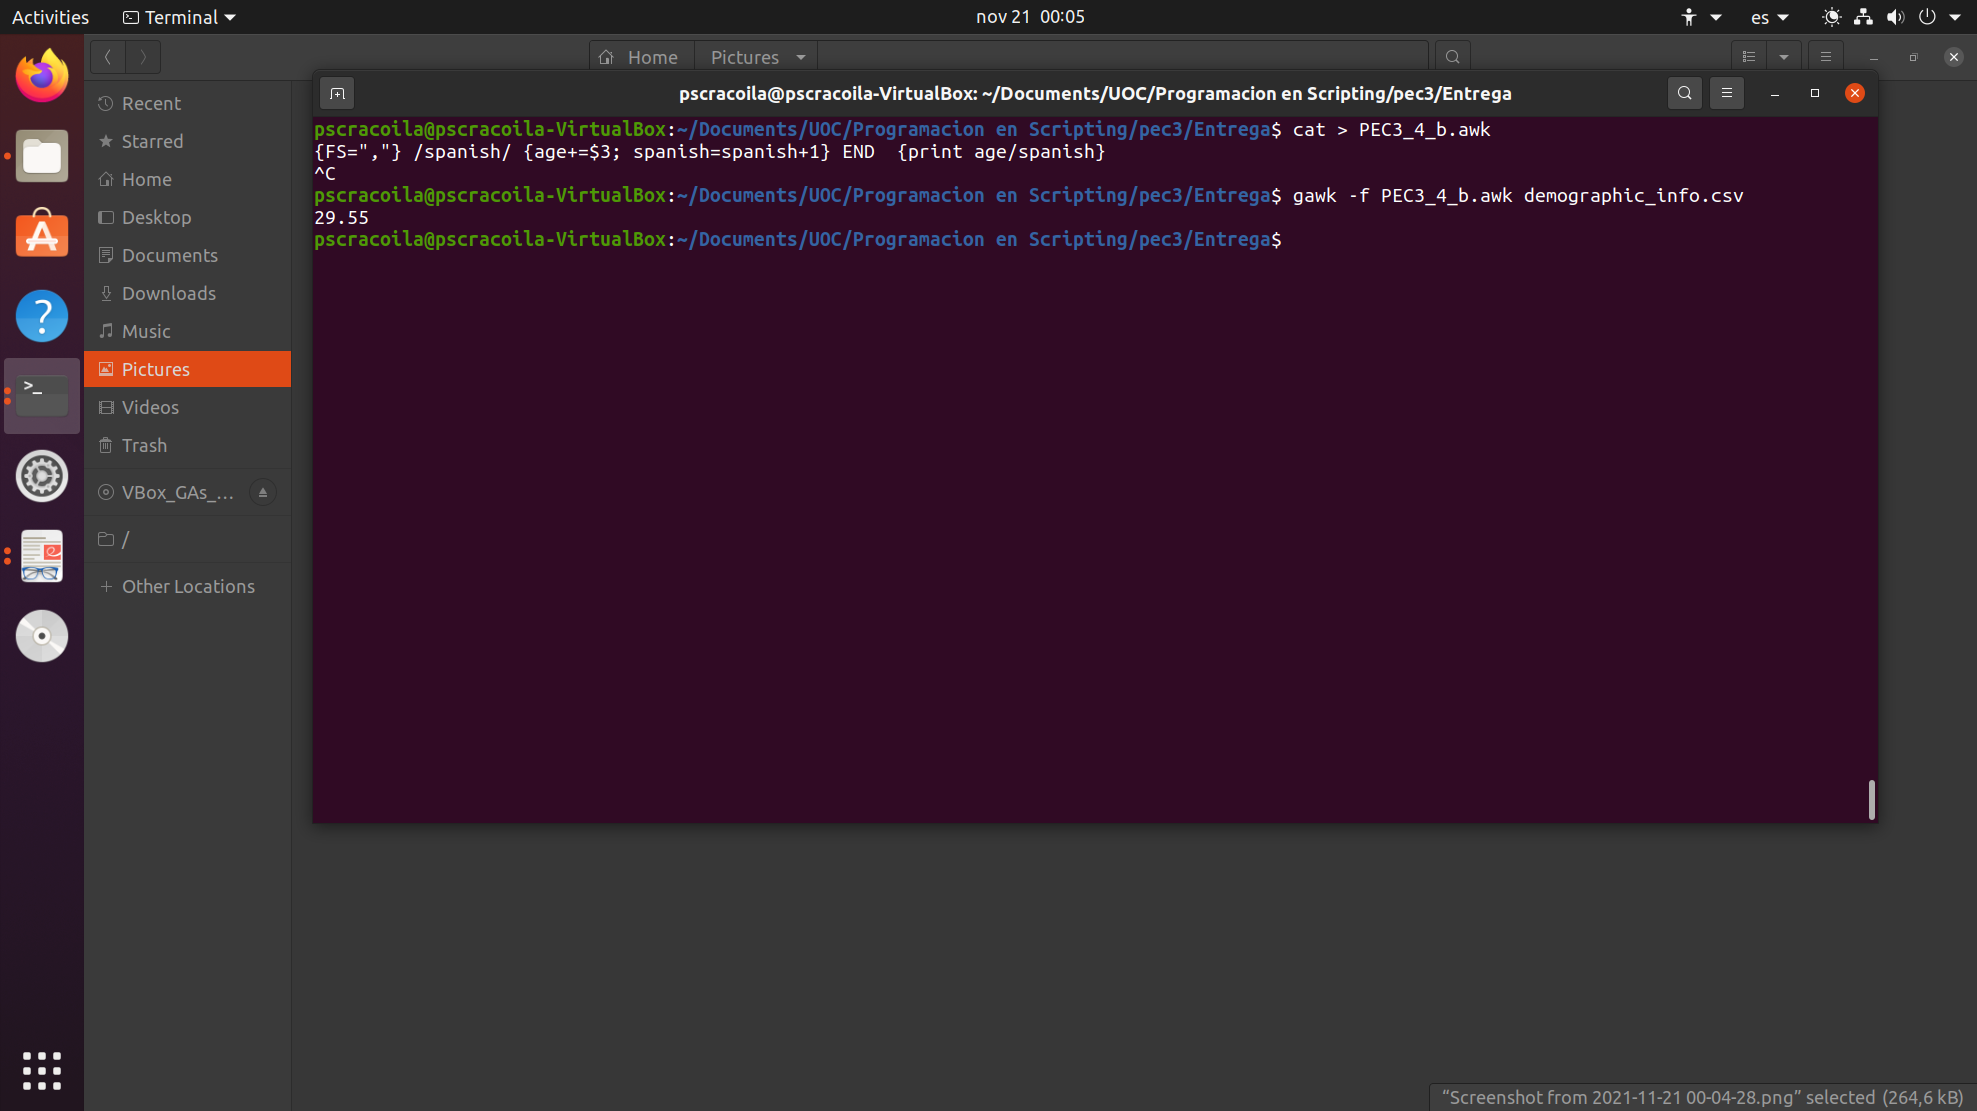 Activities
Terminal
nov 21 00:05
es
Home
Pictures
pscracoila@pscracoila-VirtualBox: ~/Documents/UOC/Programacion en Scripting/pec3/Entrega
Recent
Starred
Home
Desktop
Documents
Downloads
Music
Pictures
Videos
Trash
VBox_GAs_...
/
+ Other Locations
pscracoila@pscracoila-VirtualBox:~/Documents/UOC/Programacion en Scripting/pec3/Entrega$ cat > PEC3_4_b.awk
{FS=","} /spanish/ {age+=$3; spanish=spanish+1} END  {print age/spanish}
^C
pscracoila@pscracoila-VirtualBox:~/Documents/UOC/Programacion en Scripting/pec3/Entrega$ gawk -f PEC3_4_b.awk demographic_info.csv
29.55
pscracoila@pscracoila-VirtualBox:~/Documents/UOC/Programacion en Scripting/pec3/Entrega$
"Screenshot from 2021-11-21 00-04-28.png" selected (264,6 kB)